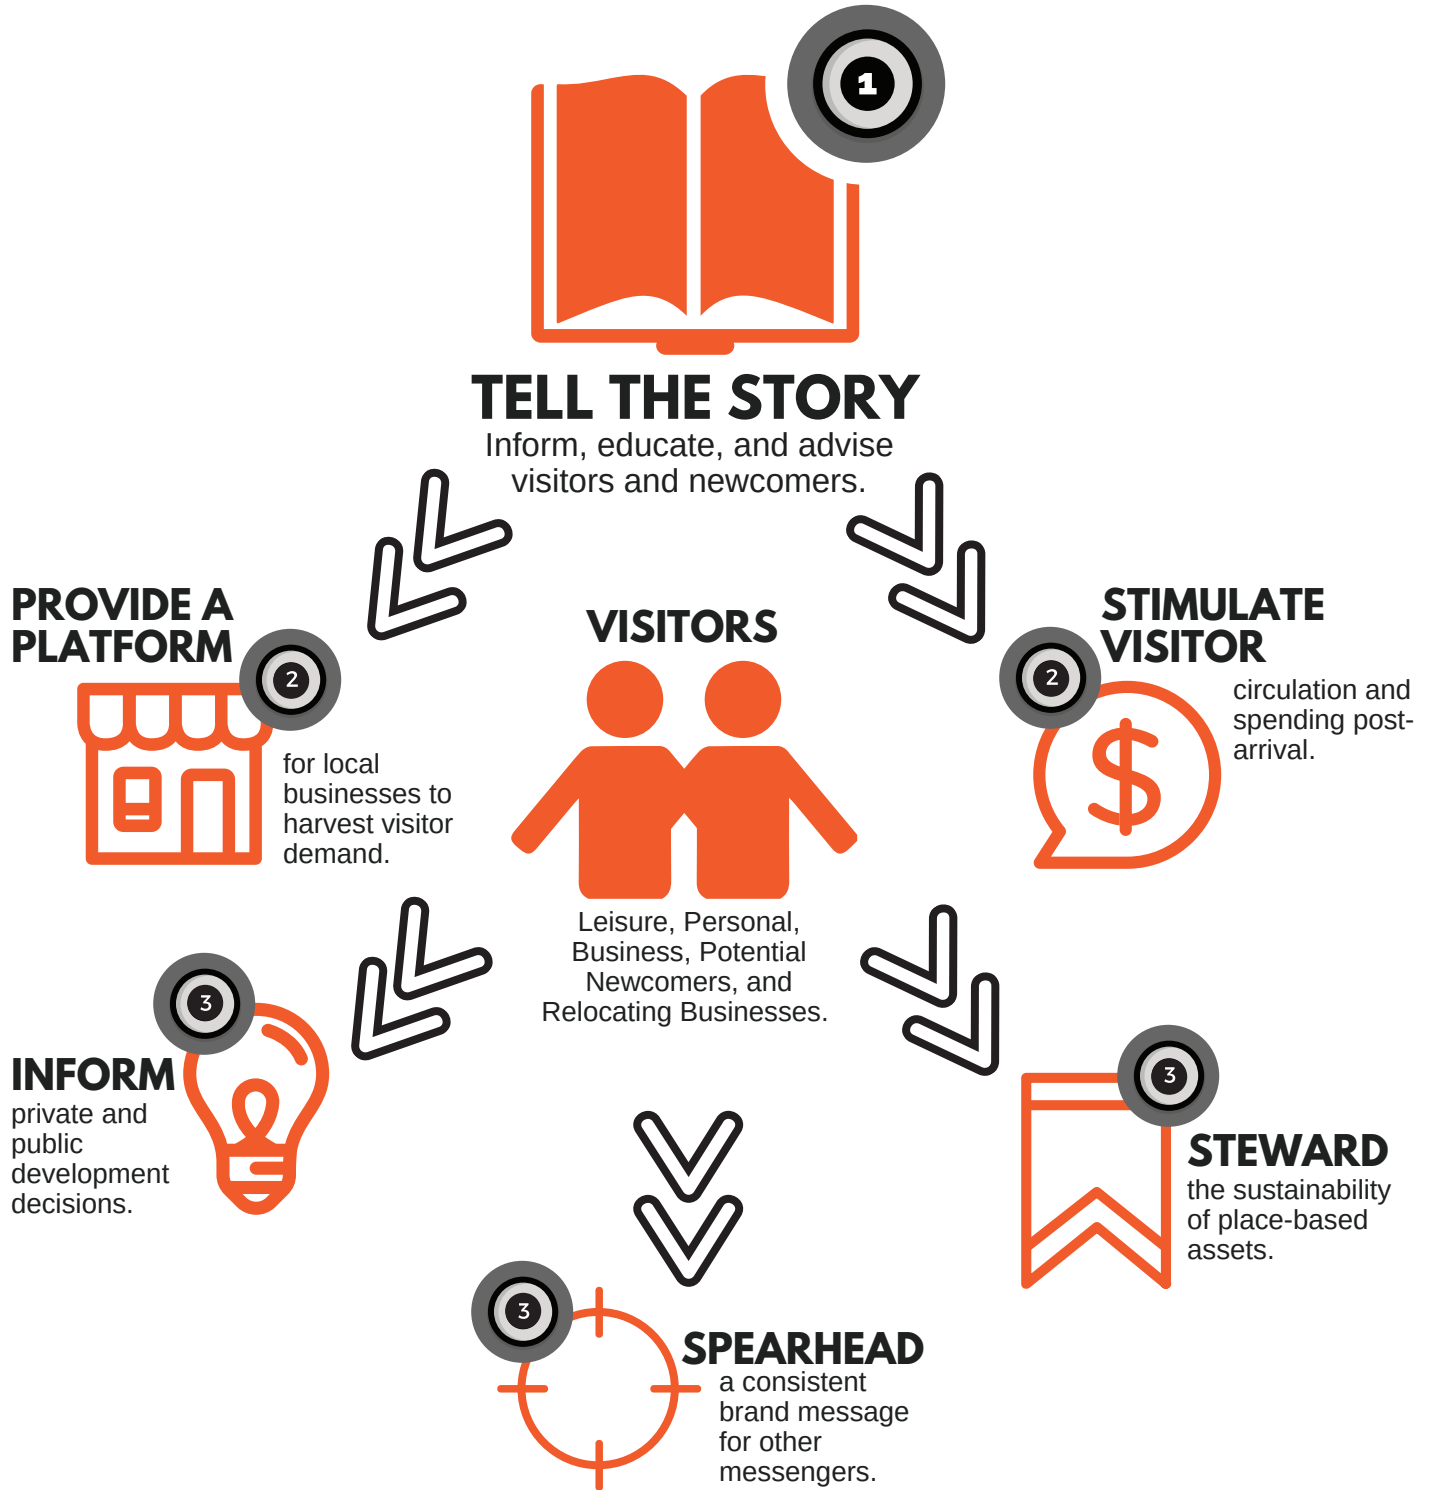 1
TELL THE STORY
Inform, educate, and advise
visitors and newcomers.
PROVIDE A
PLATFORM
2
for local
businesses to
harvest visitor
demand.
VISITORS
Leisure, Personal,
Business, Potential
Newcomers, and
Relocating Businesses.
STIMULATE
VISITOR
2
circulation and
spending post-
arrival.
$
3
INFORM
private and
public
development
decisions.
3
SPEARHEAD
a consistent
brand message
for other
messengers.
3
STEWARD
the sustainability
of place-based
assets.